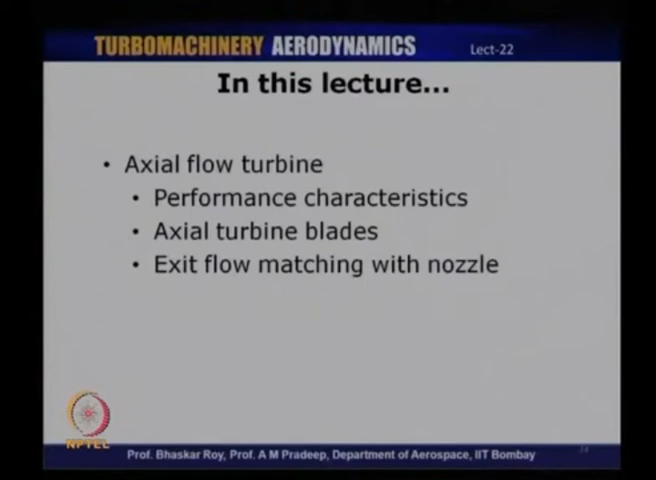 TURBOMACHINERY AERODYNAMICS Lect-22
In this lecture...
• Axial flow turbine
• Performance characteristics
• Axial turbine blades
• Exit flow matching with nozzle
NPTEL
Prof. Bhaskar Roy, Prof. A M Pradeep, Department of Aerospace, IIT Bombay